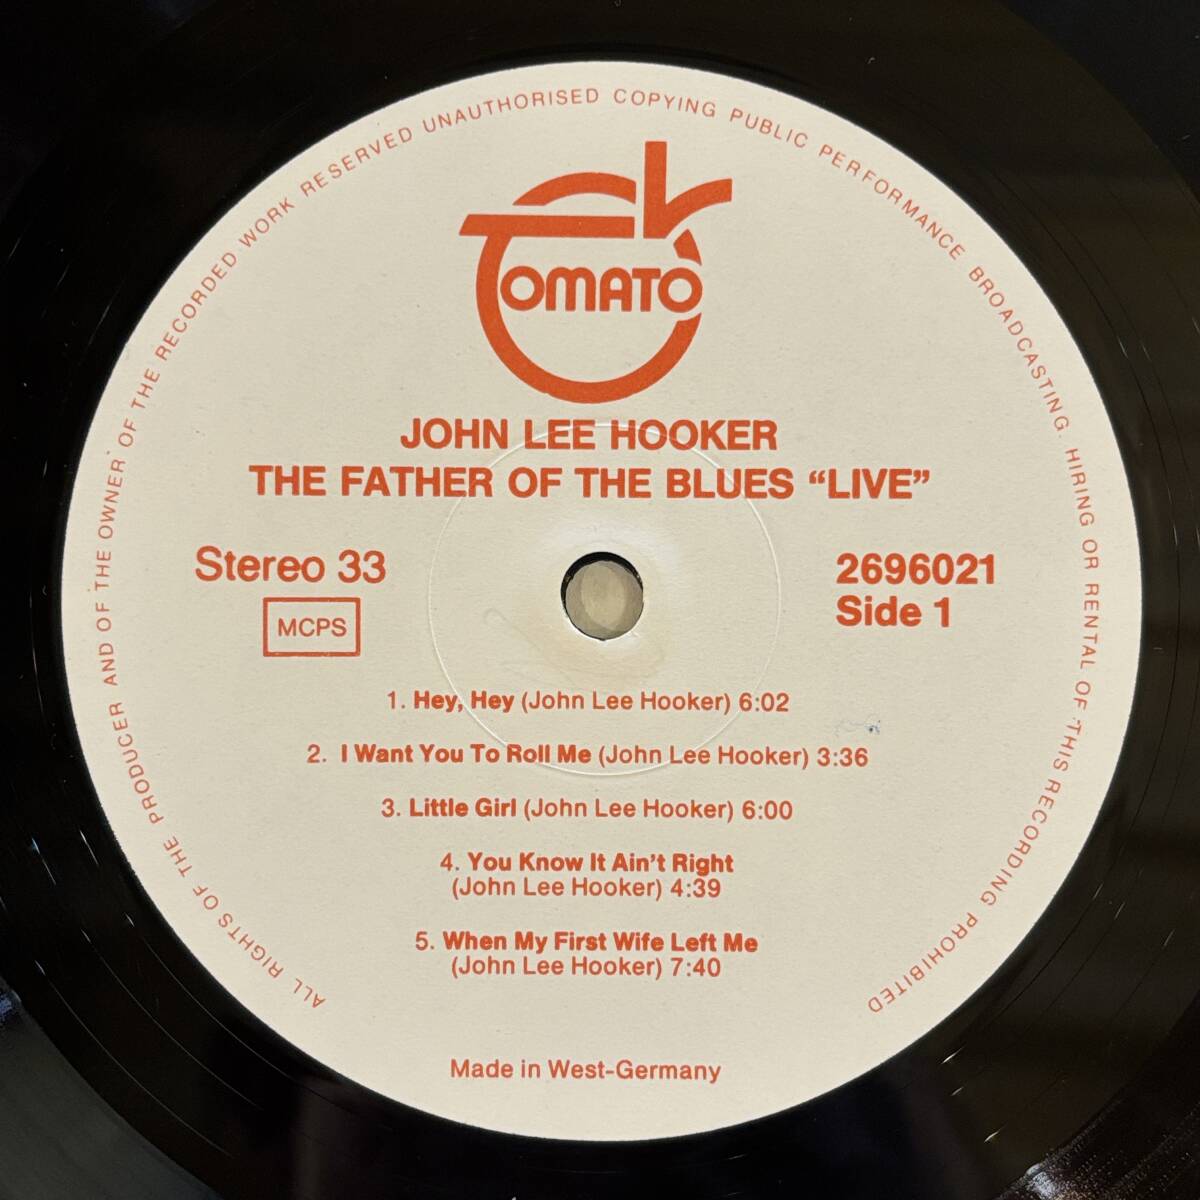 ALL RIGHTS OF THE PRODUCER AND OF THE OWNER OF THE RECORDED WORK RESERVED UNAUTHORISED COPYING PUBLIC PERFORMANCE BROADCASTING. HIRING OR RENTAL OF THIS RECORDING PROHIBITED
TOMATO
JOHN LEE HOOKER
THE FATHER OF THE BLUES “LIVE”
Stereo 33
MCPS
2696021
Side 1
1. Hey, Hey (John Lee Hooker) 6:02
2. I Want You To Roll Me (John Lee Hooker) 3:36
3. Little Girl (John Lee Hooker) 6:00
4. You Know It Ain't Right
(John Lee Hooker) 4:39
5. When My First Wife Left Me
(John Lee Hooker) 7:40
Made in West-Germany